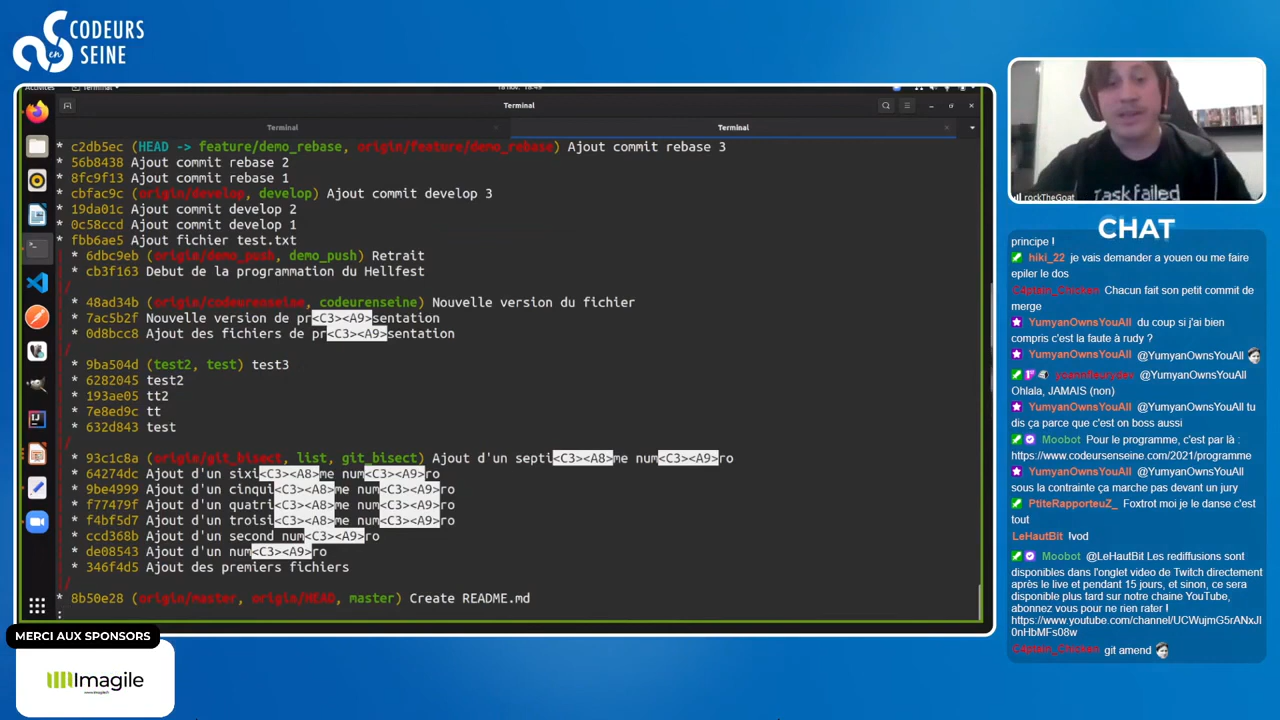 CODEURS
en
SEINE
Activités
Terminal
18 nov. 18:49
Terminal
Terminal
Terminal
* c2db5ec (HEAD -> feature/demo_rebase, origin/feature/demo_rebase) Ajout commit rebase 3
* 56b8438 Ajout commit rebase 2
* 8fc9f13 Ajout commit rebase 1
* cbfac9c (origin/develop, develop) Ajout commit develop 3
* 19da01c Ajout commit develop 2
* 0c58ccd Ajout commit develop 1
* fbb6ae5 Ajout fichier test.txt
| * 6dbc9eb (origin/demo_push, demo_push) Retrait
| * cb3f163 Debut de la programmation du Hellfest
|/
| * 48ad34b (origin/codeurenseine, codeurenseine) Nouvelle version du fichier
| * 7ac5b2f Nouvelle version de pr<C3><A9>sentation
| * 0d8bcc8 Ajout des fichiers de pr<C3><A9>sentation
|/
| * 9ba504d (test2, test) test3
| * 6282045 test2
| * 193ae05 tt2
| * 7e8ed9c tt
| * 632d843 test
|/
| * 93c1c8a (origin/git_bisect, list, git_bisect) Ajout d'un septi<C3><A8>me num<C3><A9>ro
| * 64274dc Ajout d'un sixi<C3><A8>me num<C3><A9>ro
| * 9be4999 Ajout d'un cinqui<C3><A8>me num<C3><A9>ro
| * f77479f Ajout d'un quatri<C3><A8>me num<C3><A9>ro
| * f4bf5d7 Ajout d'un troisi<C3><A8>me num<C3><A9>ro
| * ccd368b Ajout d'un second num<C3><A9>ro
| * de08543 Ajout d'un num<C3><A9>ro
| * 346f4d5 Ajout des premiers fichiers
|/
* 8b50e28 (origin/master, origin/HEAD, master) Create README.md
:
MERCI AUX SPONSORS
Imagile
www.imagile.fr
Task failed
rockTheGoat
CHAT
principe !
hiki_22 je vais demander a youen ou me faire
epiler le dos
C4ptain_Chicken Chacun fait son petit commit de
merge
YumyanOwnsYouAll du coup si j'ai bien
compris c'est la faute à rudy ?
YumyanOwnsYouAll @YumyanOwnsYouAll
@YumyanOwnsYouAll
Ohlala, JAMAIS (non)
YumyanOwnsYouAll @YumyanOwnsYouAll tu
dis ça parce que c'est on boss aussi
Moobot Pour le programme, c'est par là :
https://www.codeursenseine.com/2021/programme
YumyanOwnsYouAll @YumyanOwnsYouAll
sous la contrainte ça marche pas devant un jury
PtiteRapporteuZ_ Foxtrot moi je le danse c'est
tout
LeHautBit !vod
Moobot @LeHautBit Les rediffusions sont
disponibles dans l'onglet video de Twitch directement
après le live et pendant 15 jours, et sinon, ce sera
disponible plus tard sur notre chaine YouTube,
abonnez vous pour ne rien rater !
https://www.youtube.com/channel/UCWujmG5rANxJI
0nHbMFs08w
C4ptain_Chicken git amend